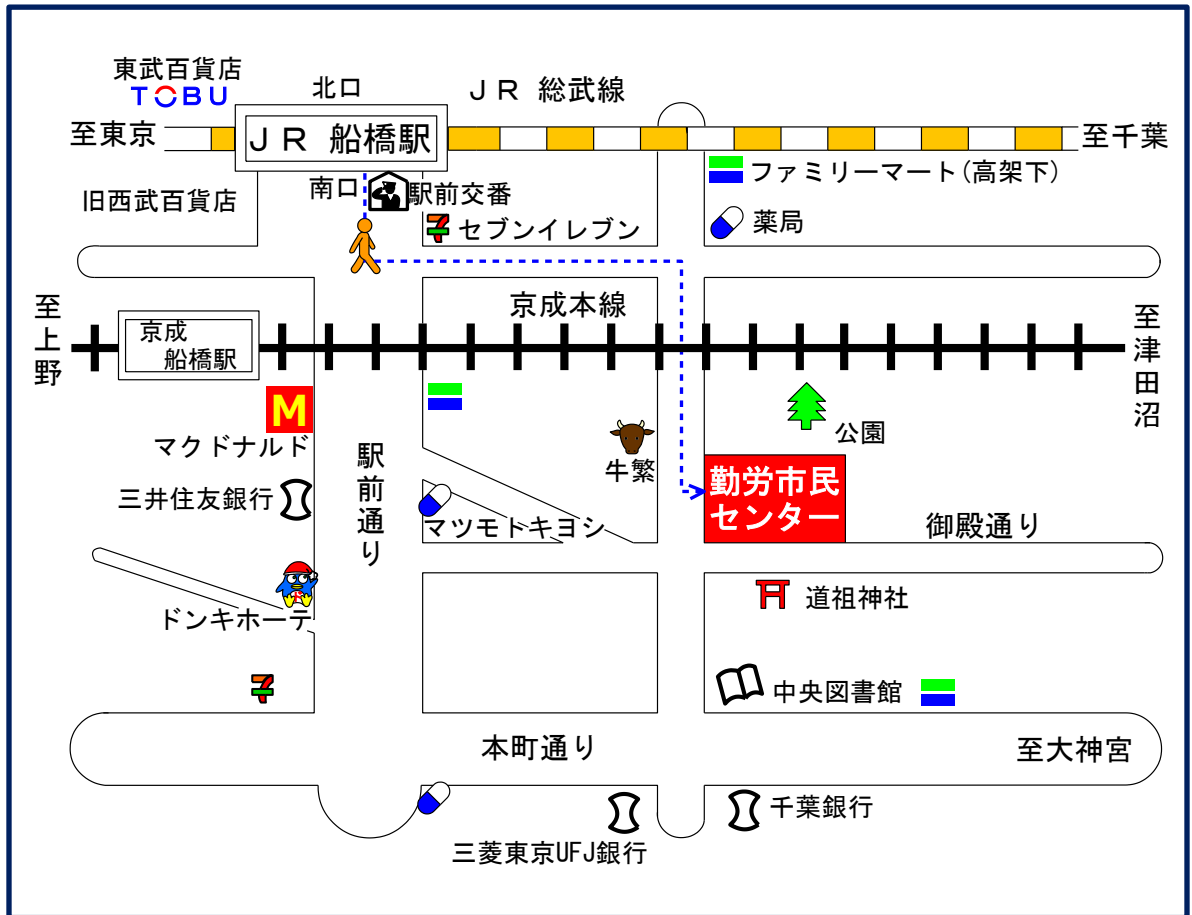 東武百貨店
TOBU
北口
ＪＲ 総武線
至東京
ＪＲ 船橋駅
至千葉
ファミリーマート(高架下)
旧西武百貨店
南口
駅前交番
セブンイレブン
薬局
至上野
京成
船橋駅
京成本線
至津田沼
M
マクドナルド
駅前通り
牛繁
公園
三井住友銀行
マツモトキヨシ
勤労市民
センター
御殿通り
ドンキホーテ
道祖神社
7
中央図書館
本町通り
至大神宮
千葉銀行
三菱東京UFJ銀行